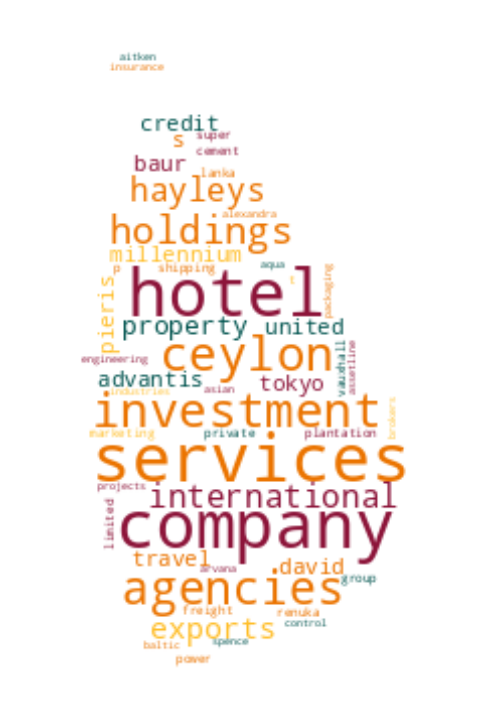 aitken
insurance
credit
s super
cement
baur
lanka
hayleys
alexandra
holdings
millennium
p shipping aqua
t
hotel
packaging
pieris
property united
ceylon
engineering
vauxhall
assetline
advantis
industries asian tokyo
investment
brokers
marketing private plantation
services
projects
international
limited
company
travel
arvana david
group
agencies
freight renuka
exports control
baltic spence
power